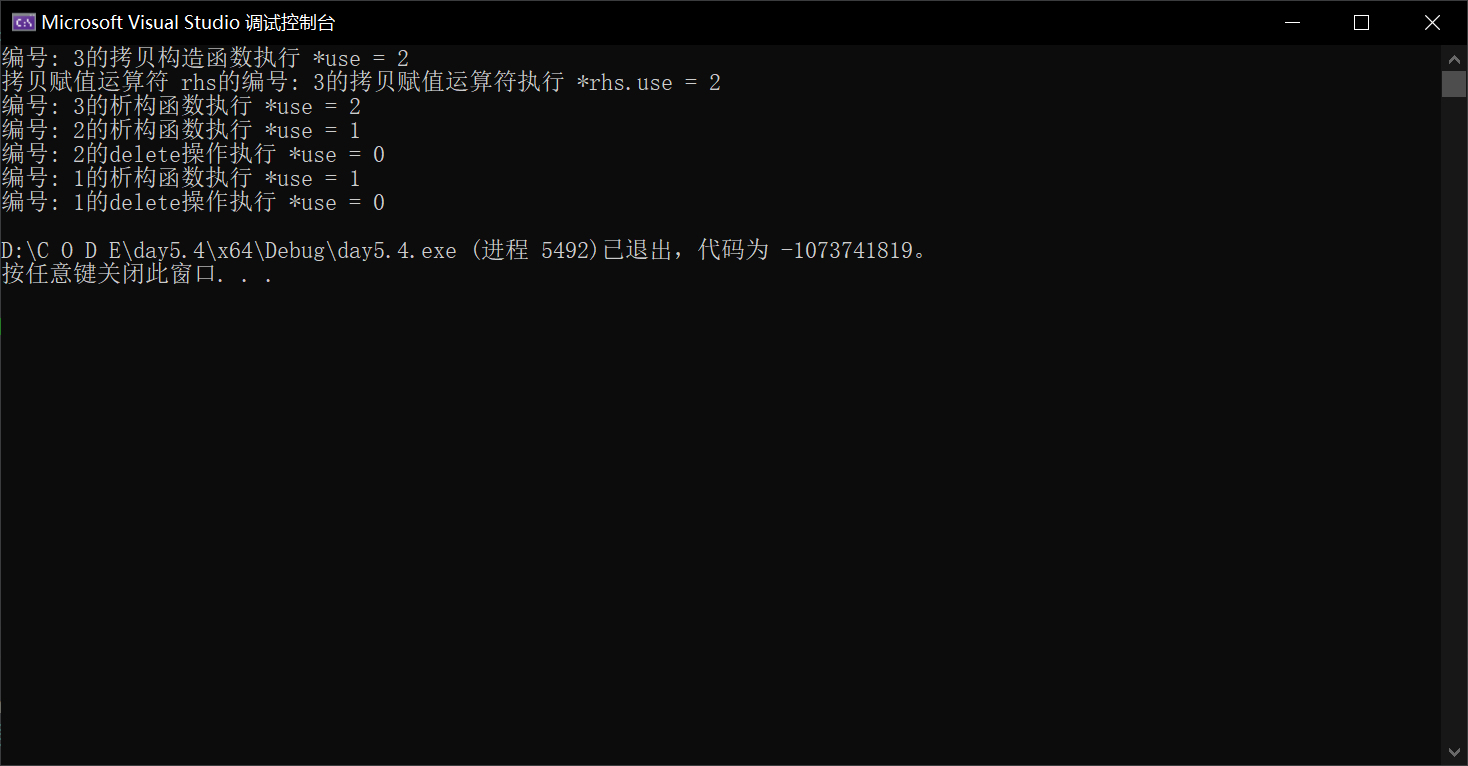 Microsoft Visual Studio 调试控制台
编号: 3的拷贝构造函数执行 *use = 2
拷贝赋值运算符 rhs的编号: 3的拷贝赋值运算符执行 *rhs.use = 2
编号: 3的析构函数执行 *use = 2
编号: 2的析构函数执行 *use = 1
编号: 2的delete操作执行 *use = 0
编号: 1的析构函数执行 *use = 1
编号: 1的delete操作执行 *use = 0
D:\C O D E\day5.4\x64\Debug\day5.4.exe (进程 5492)已退出，代码为 -1073741819。
按任意键关闭此窗口. . .